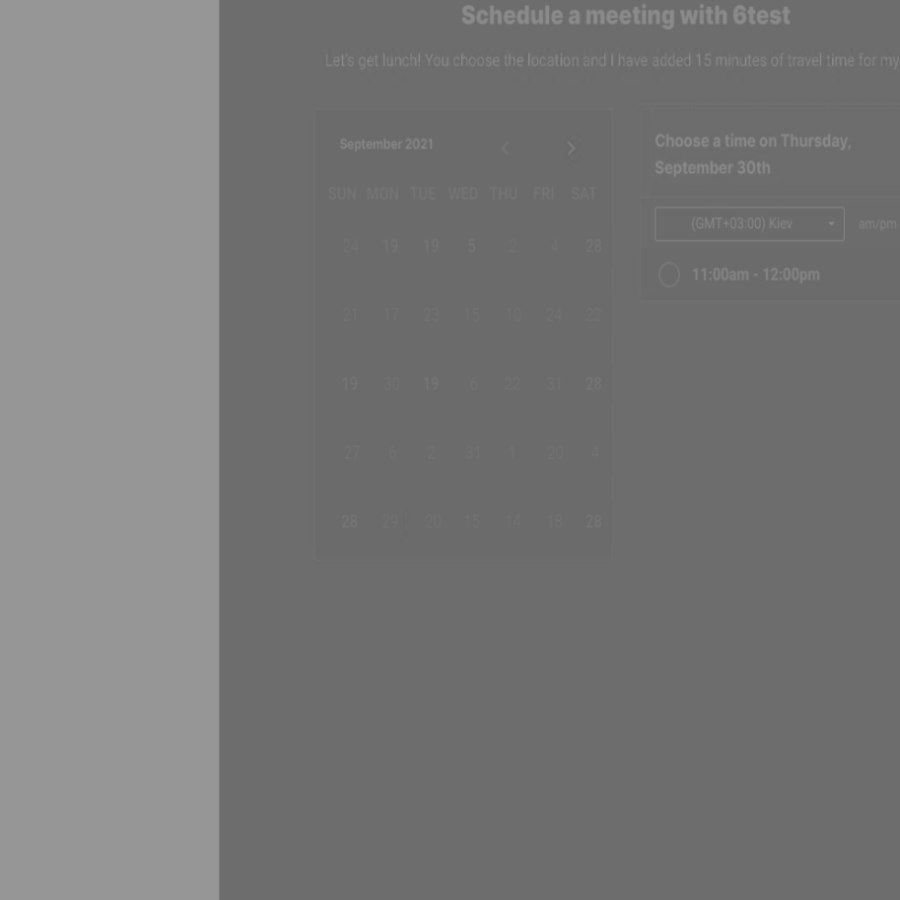 Schedule a meeting with 6test
Let's get lunch! You choose the location and I have added 15 minutes of travel time for my
September 2021
SUN MON TUE WED THU FRI SAT
24 19 19 5 2 4 28
21 17 23 15 10 24 22
19 30 19 6 22 31 26
27 6 2 31 20 4
28 29 20 15 14 18 28
Choose a time on Thursday,
September 30th
(GMT+03:00) Kiev
am/pm
11:00am - 12:00pm